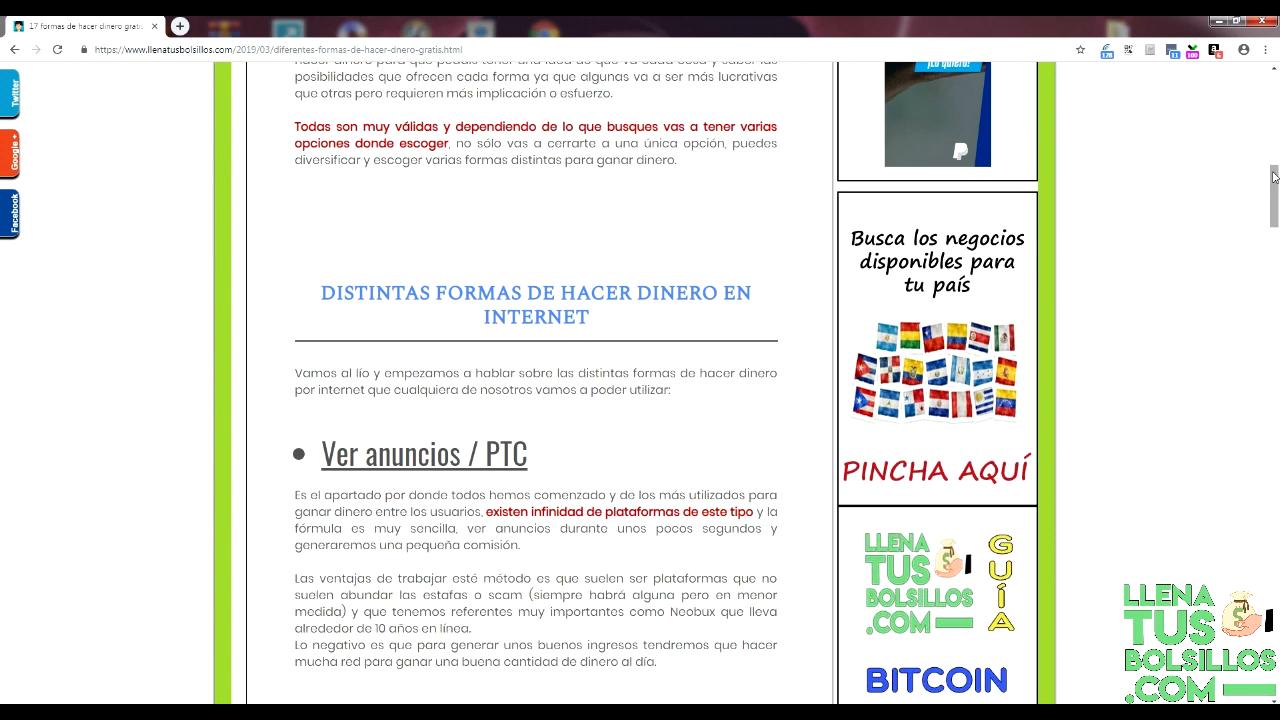 17 formas de hacer dinero gratis
https://www.llenatusbolsillos.com/2019/03/diferentes-formas-de-hacer-dnero-gratis.html
Twitter
Google +
Facebook
posibilidades que ofrecen cada forma ya que algunas va a ser más lucrativas
que otras pero requieren más implicación o esfuerzo.
Todas son muy válidas y dependiendo de lo que busques vas a tener varias
opciones donde escoger, no sólo vas a cerrarte a una única opción, puedes
diversificar y escoger varias formas distintas para ganar dinero.
DISTINTAS FORMAS DE HACER DINERO EN
INTERNET
Vamos al lío y empezamos a hablar sobre las distintas formas de hacer dinero
por internet que cualquiera de nosotros vamos a poder utilizar:
Ver anuncios / PTC
Es el apartado por donde todos hemos comenzado y de los más utilizados para
ganar dinero entre los usuarios, existen infinidad de plataformas de este tipo y la
fórmula es muy sencilla, ver anuncios durante unos pocos segundos y
generaremos una pequeña comisión.
Las ventajas de trabajar esté método es que suelen ser plataformas que no
suelen abundar las estafas o scam (siempre habrá alguna pero en menor
medida) y que tenemos referentes muy importantes como Neobux que lleva
alrededor de 10 años en línea.
Lo negativo es que para generar unos buenos ingresos tendremos que hacer
mucha red para ganar una buena cantidad de dinero al día.
¡Lo quiero!
Busca los negocios
disponibles para
tu país
PINCHA AQUÍ
LLENA
TUS
BOLSILLOS
.COM
GUÍA
BITCOIN
LLENA
TUS
BOLSILLOS
.COM